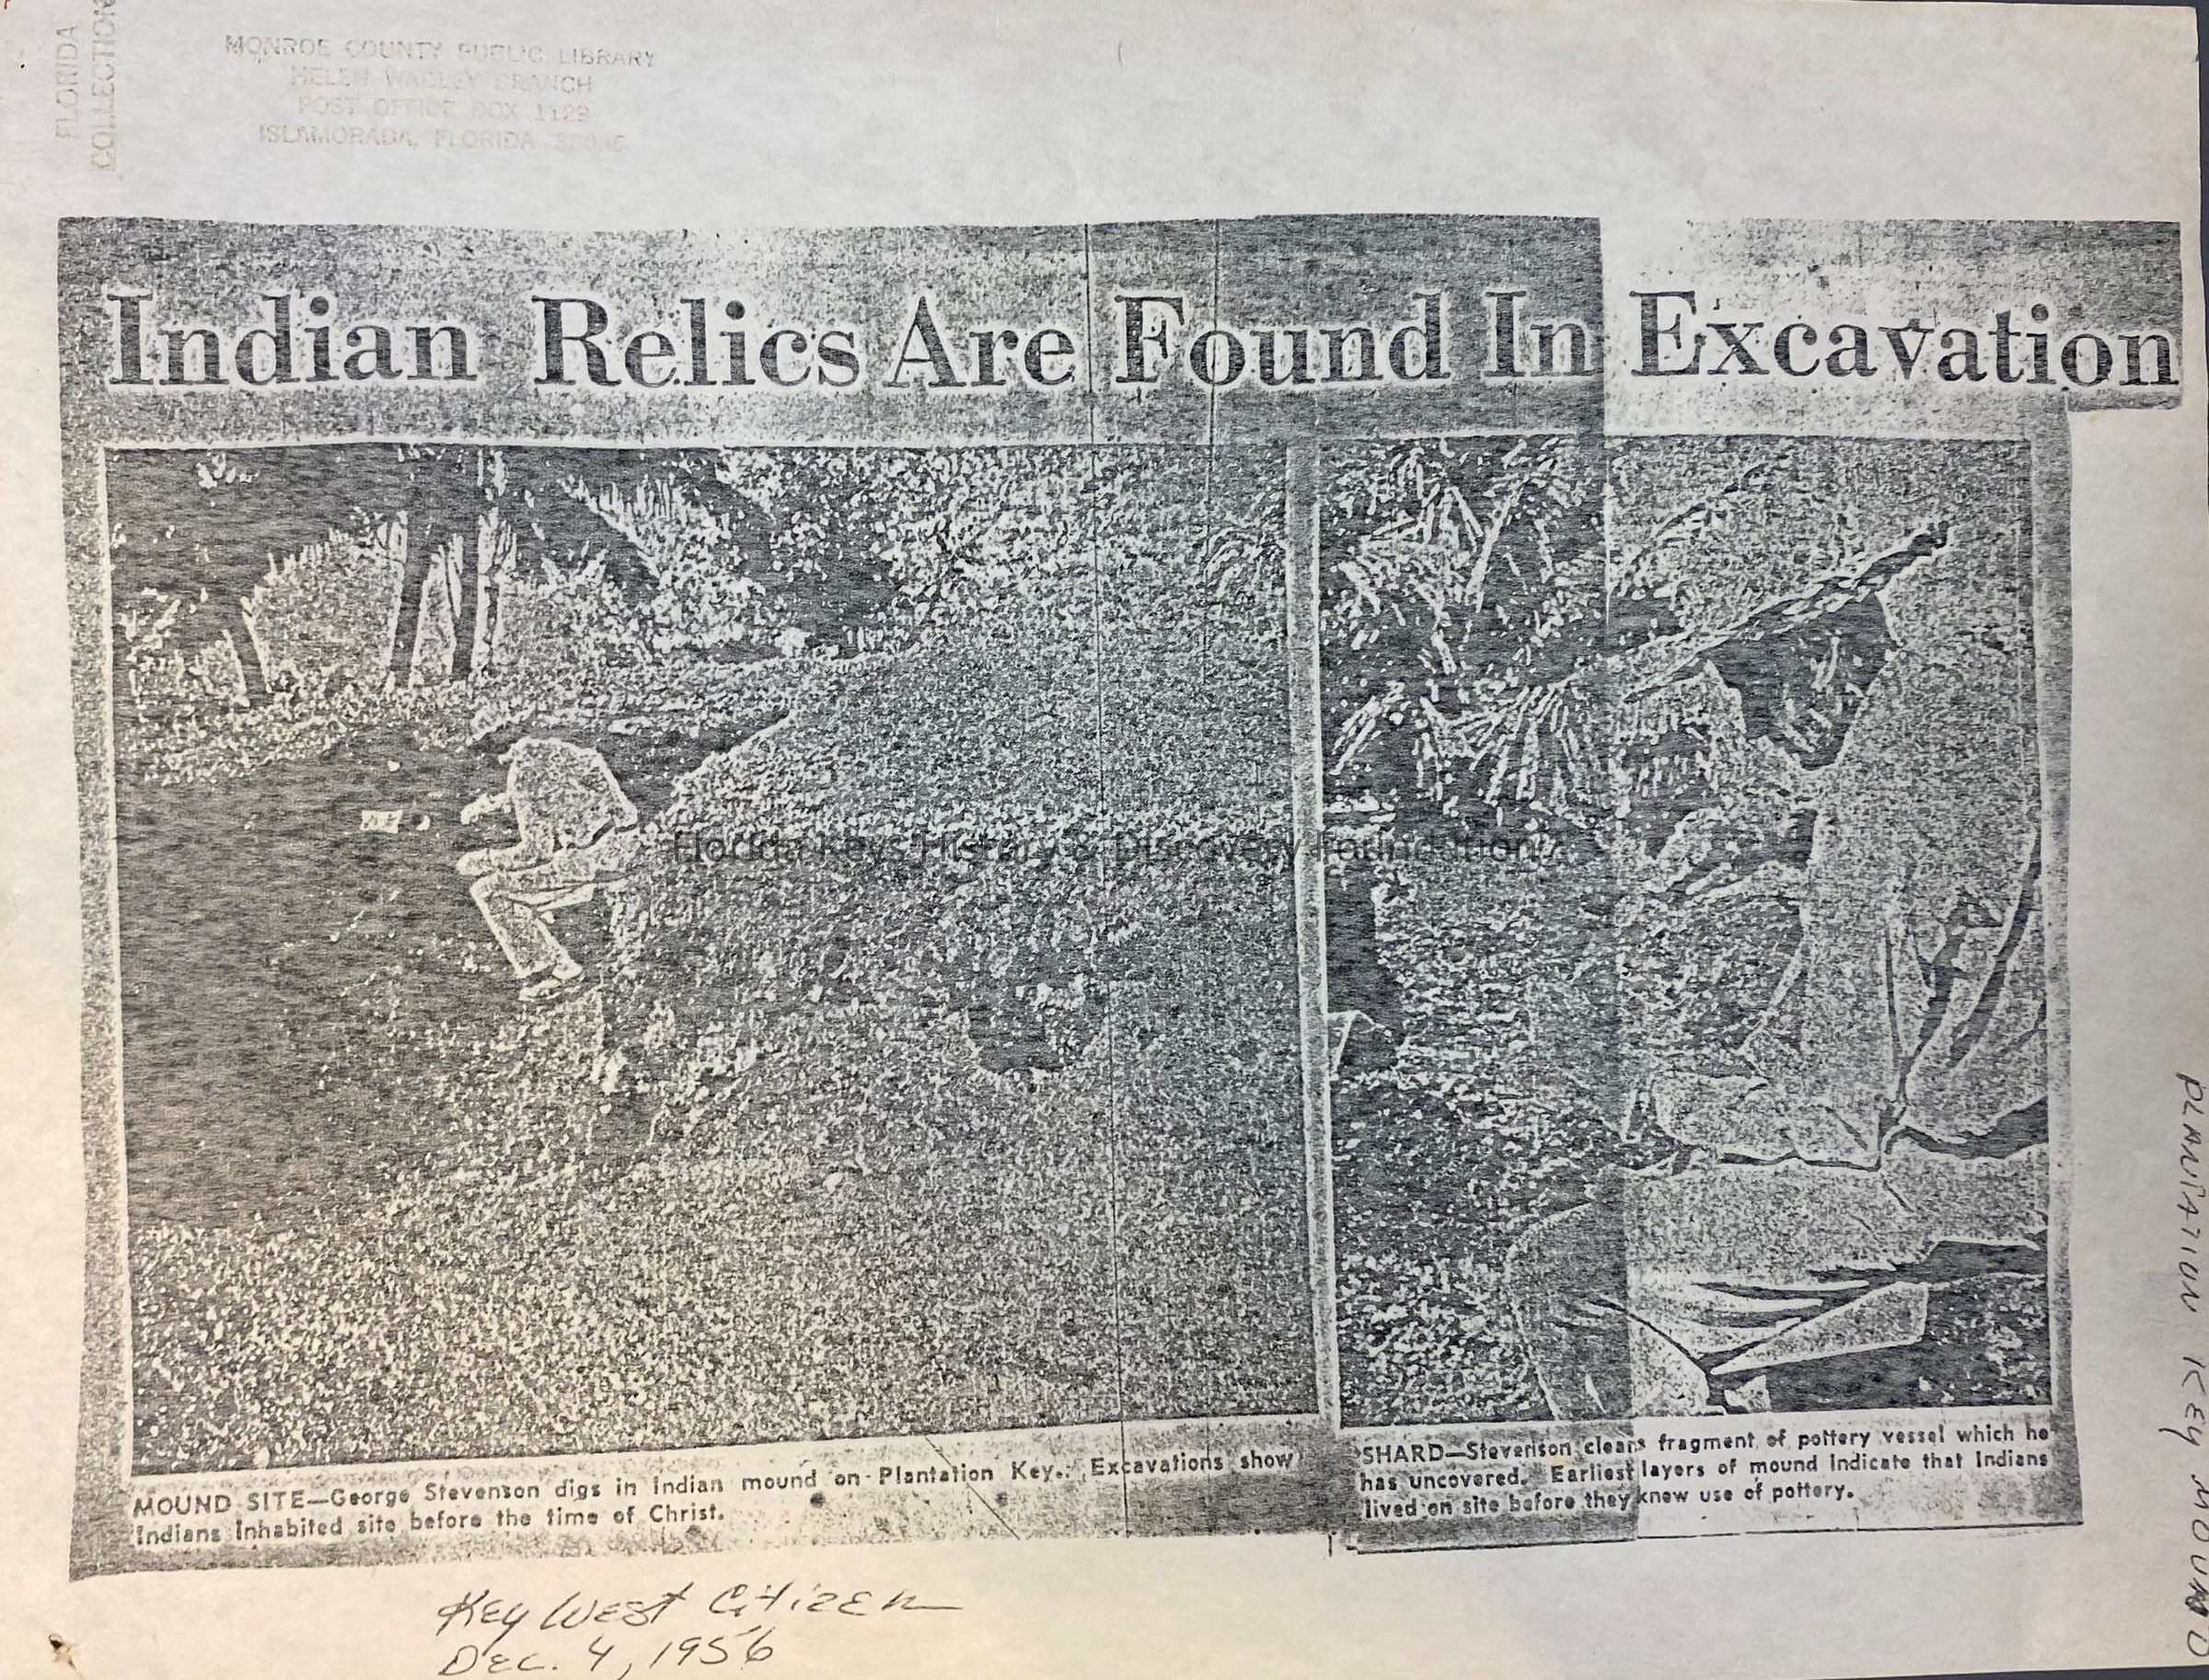 FLORIDA
COLLECTION
MONROE COUNTY PUBLIC LIBRARY
HELEN WADLEY BRANCH
POST OFFICE BOX 1129
ISLAMORADA, FLORIDA 33036
Indian Relics Are Found In Excavation
Florida Keys History & Discovery Foundation
MOUND SITE—George Stevenson digs in Indian mound on Plantation Key. Excavations show
Indians inhabited site before the time of Christ.
SHARD—Stevenson cleans fragment of pottery vessel which he
has uncovered. Earliest layers of mound indicate that Indians
lived on site before they knew use of pottery.
Key West Citizen
Dec. 4, 1956
PLANTATION KEY MOUND